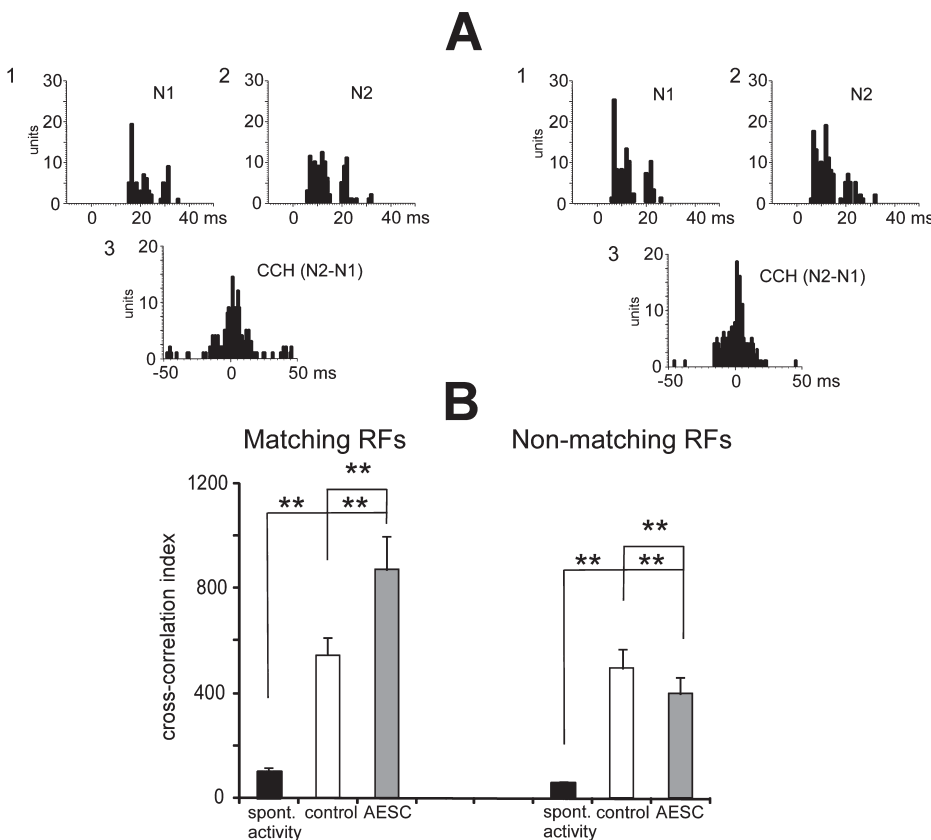 A
1
30
20
10
0
units
N1
0 20 40 ms
2
30
20
10
0
N2
0 20 40 ms
3
20
10
0
units
CCH (N2-N1)
-50 0 50 ms
1
30
20
10
0
units
N1
0 20 40 ms
2
30
20
10
0
N2
0 20 40 ms
3
20
10
0
units
CCH (N2-N1)
-50 0 50 ms
B
Matching RFs
Non-matching RFs
cross-correlation index
1200
800
400
0
**
** **
**
** **
spont. control AESC
activity
spont. control AESC
activity